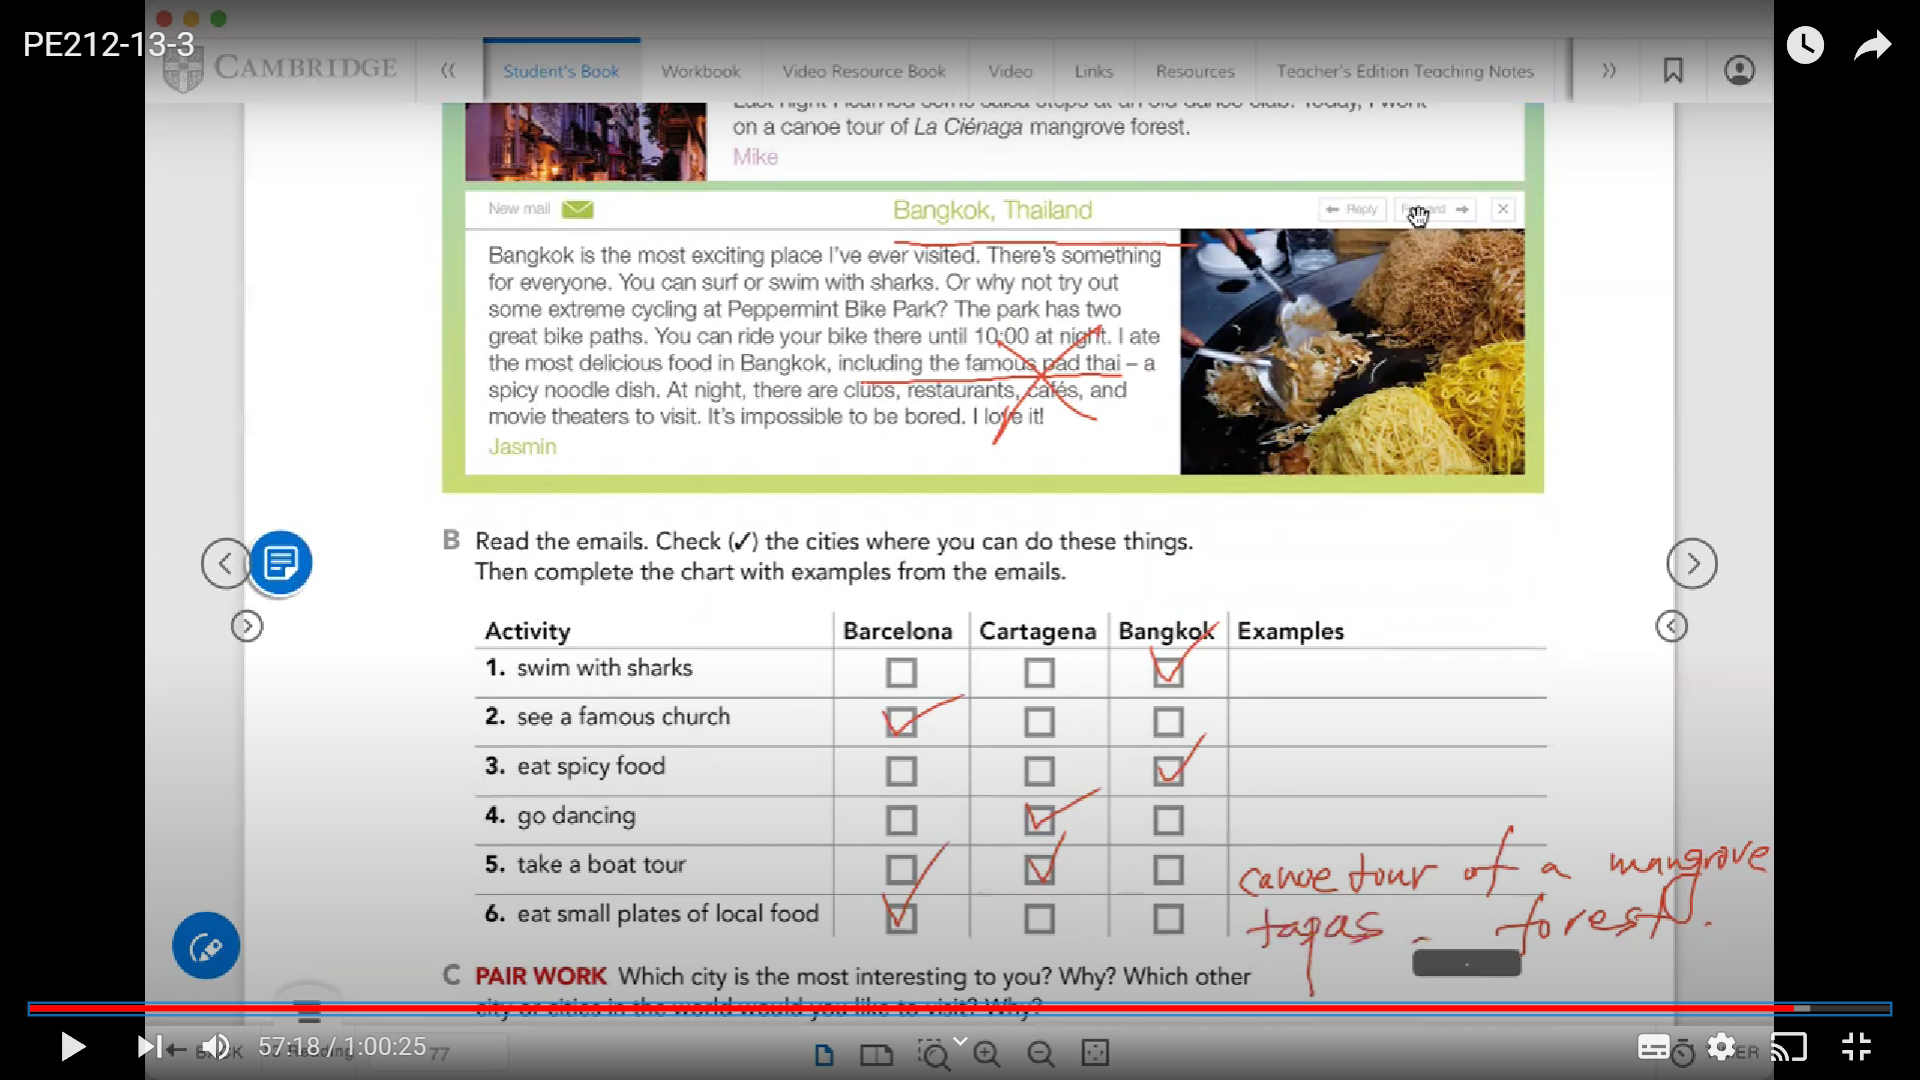 PE212-13-3
CAMBRIDGE
Student's Book Workbook Video Resource Book Video Links Resources Teacher's Edition Teaching Notes
on a canoe tour of La Ciénaga mangrove forest.
Mike
New mail Bangkok, Thailand Reply
Bangkok is the most exciting place I've ever visited. There's something
for everyone. You can surf or swim with sharks. Or why not try out
some extreme cycling at Peppermint Bike Park? The park has two
great bike paths. You can ride your bike there until 10:00 at night. I ate
the most delicious food in Bangkok, including the famous pad thai – a
spicy noodle dish. At night, there are clubs, restaurants, cafés, and
movie theaters to visit. It's impossible to be bored. I love it!
Jasmin
B Read the emails. Check (✓) the cities where you can do these things.
Then complete the chart with examples from the emails.
Activity Barcelona Cartagena Bangkok Examples
1. swim with sharks
2. see a famous church
3. eat spicy food
4. go dancing
5. take a boat tour canoe tour of a mangrove
6. eat small plates of local food tapas forest.
C PAIR WORK Which city is the most interesting to you? Why? Which other
city or cities in the world would you like to visit? Why?
57:18 / 1:00:25
77